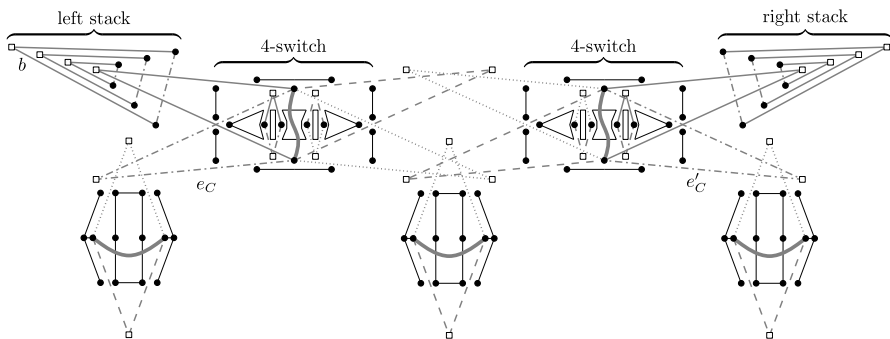 left stack
right stack
4-switch
4-switch
b
e_C
e'_C